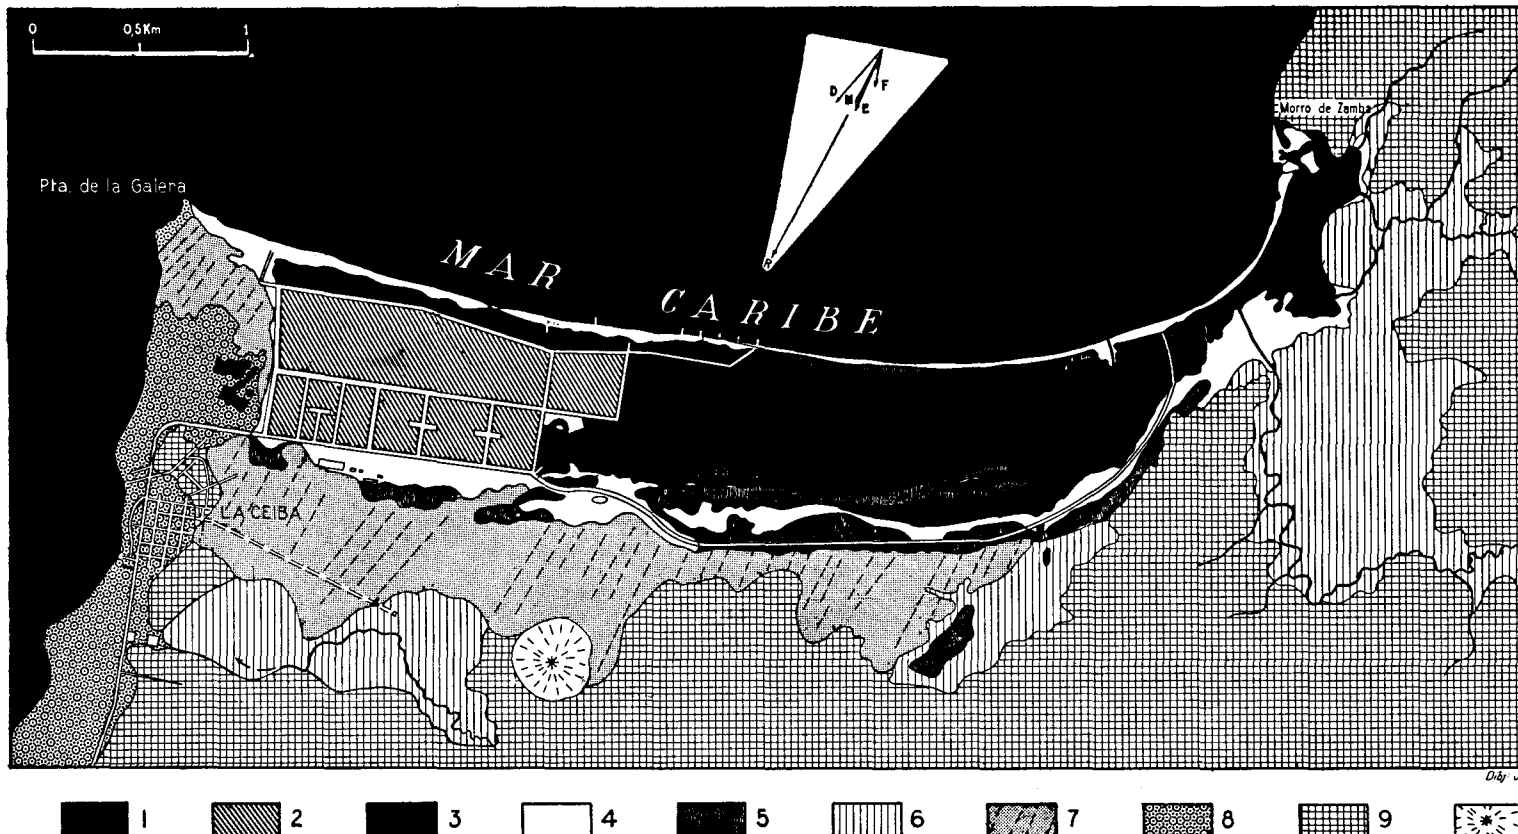 0 0,5Km 1
D M E F
R
Morro de Zamba
Pta. de la Galera
MAR CARIBE
LA CEIBA
1 2 3 4 5 6 7 8 9